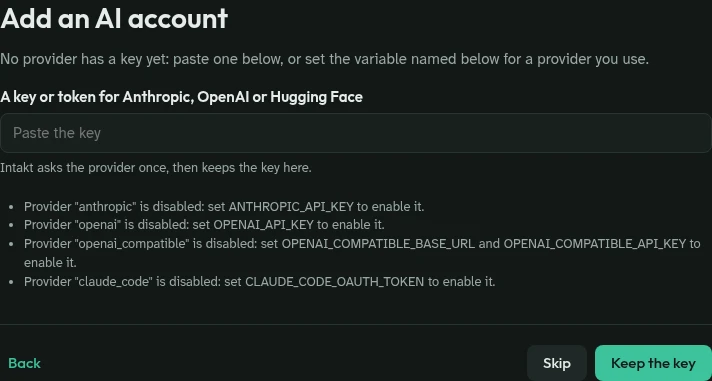 Add an AI account
No provider has a key yet: paste one below, or set the variable named below for a provider you use.
A key or token for Anthropic, OpenAI or Hugging Face
Paste the key
Intakt asks the provider once, then keeps the key here.
• Provider "anthropic" is disabled: set ANTHROPIC_API_KEY to enable it.
• Provider "openai" is disabled: set OPENAI_API_KEY to enable it.
• Provider "openai_compatible" is disabled: set OPENAI_COMPATIBLE_BASE_URL and OPENAI_COMPATIBLE_API_KEY to
enable it.
• Provider "claude_code" is disabled: set CLAUDE_CODE_OAUTH_TOKEN to enable it.
Back Skip Keep the key